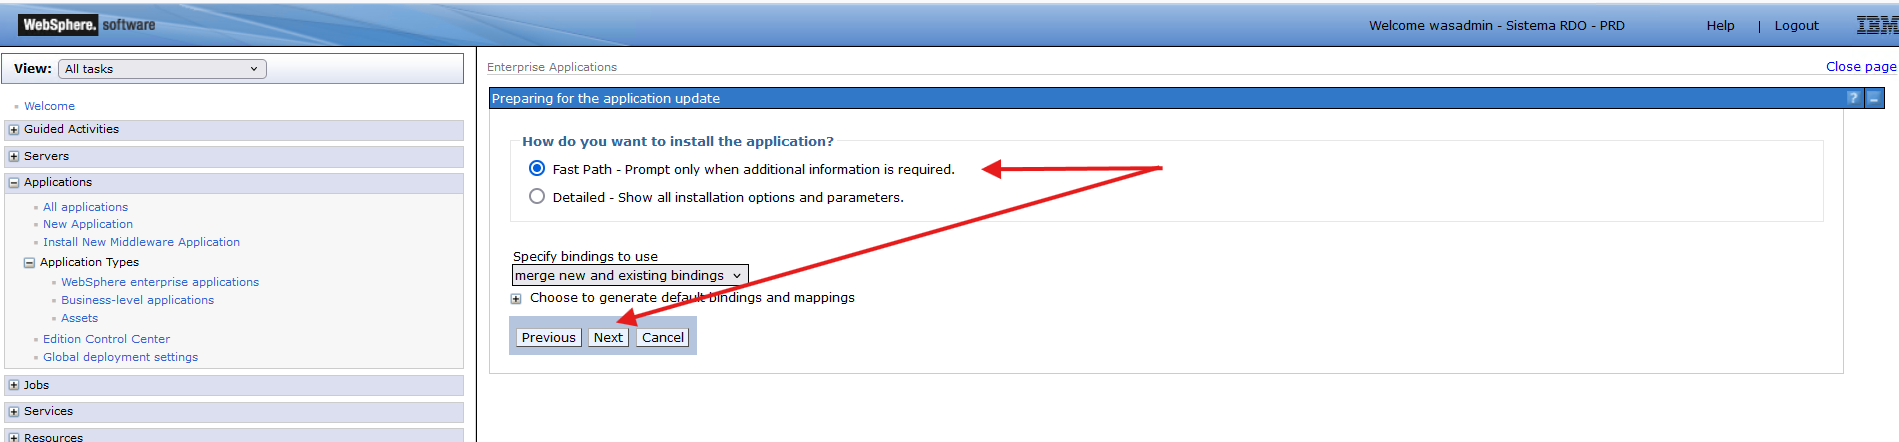 WebSphere. software
Welcome wasadmin - Sistema RDO - PRD
Help | Logout
IBM
View: All tasks
Welcome
Guided Activities
Servers
Applications
All applications
New Application
Install New Middleware Application
Application Types
WebSphere enterprise applications
Business-level applications
Assets
Edition Control Center
Global deployment settings
Jobs
Services
Resources
Enterprise Applications
Close page
Preparing for the application update
How do you want to install the application?
Fast Path - Prompt only when additional information is required.
Detailed - Show all installation options and parameters.
Specify bindings to use
merge new and existing bindings
Choose to generate default bindings and mappings
Previous Next Cancel